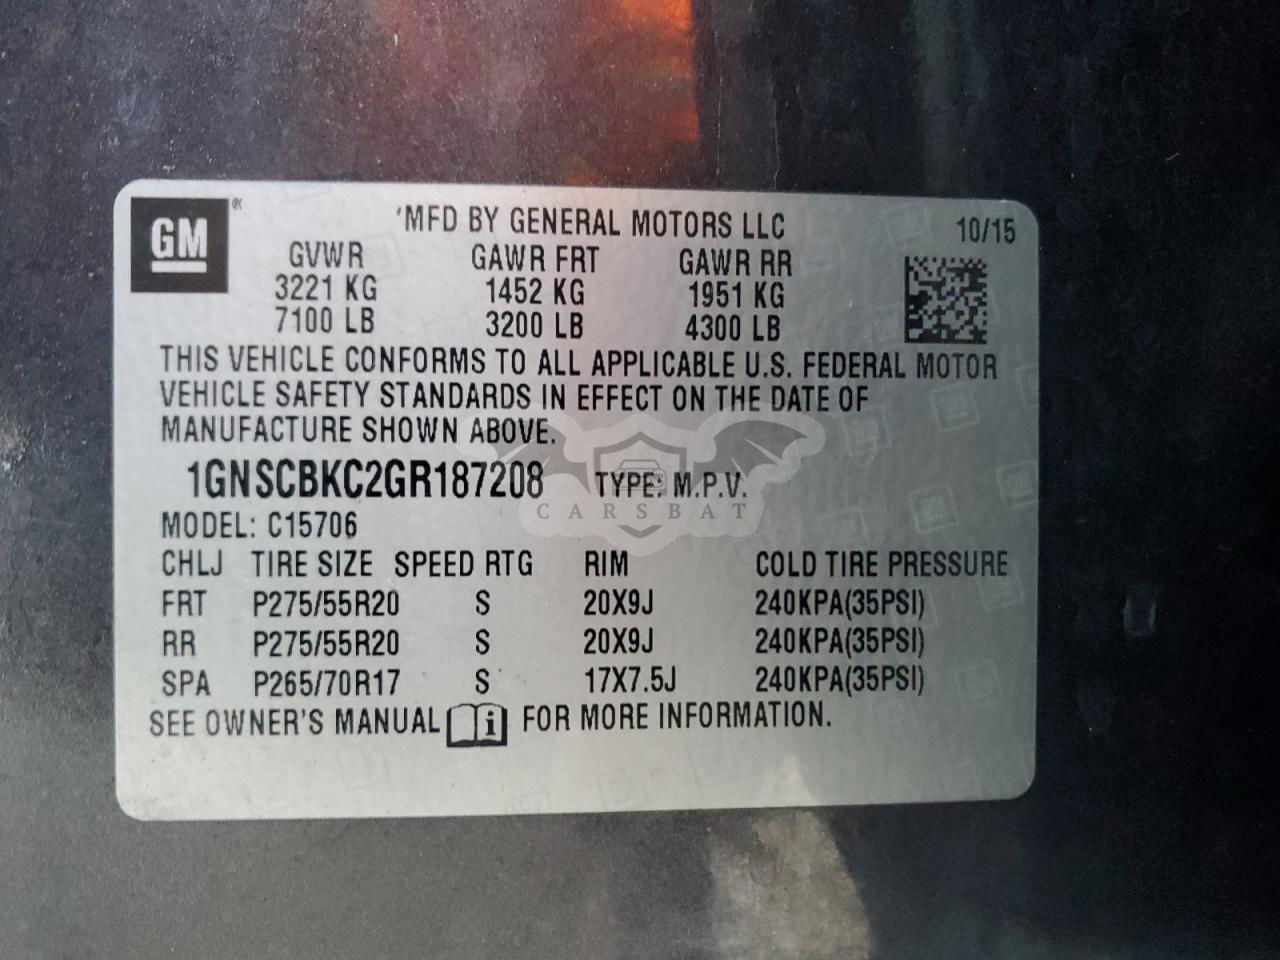 GM®
'MFD BY GENERAL MOTORS LLC 10/15
GVWR GAWR FRT GAWR RR
3221 KG 1452 KG 1951 KG
7100 LB 3200 LB 4300 LB
THIS VEHICLE CONFORMS TO ALL APPLICABLE U.S. FEDERAL MOTOR
VEHICLE SAFETY STANDARDS IN EFFECT ON THE DATE OF
MANUFACTURE SHOWN ABOVE.
1GNSCBKC2GR187208 TYPE: M.P.V.
CARSBAT
MODEL: C15706
CHLJ TIRE SIZE SPEED RTG RIM COLD TIRE PRESSURE
FRT P275/55R20 S 20X9J 240KPA(35PSI)
RR P275/55R20 S 20X9J 240KPA(35PSI)
SPA P265/70R17 S 17X7.5J 240KPA(35PSI)
SEE OWNER'S MANUAL i FOR MORE INFORMATION.